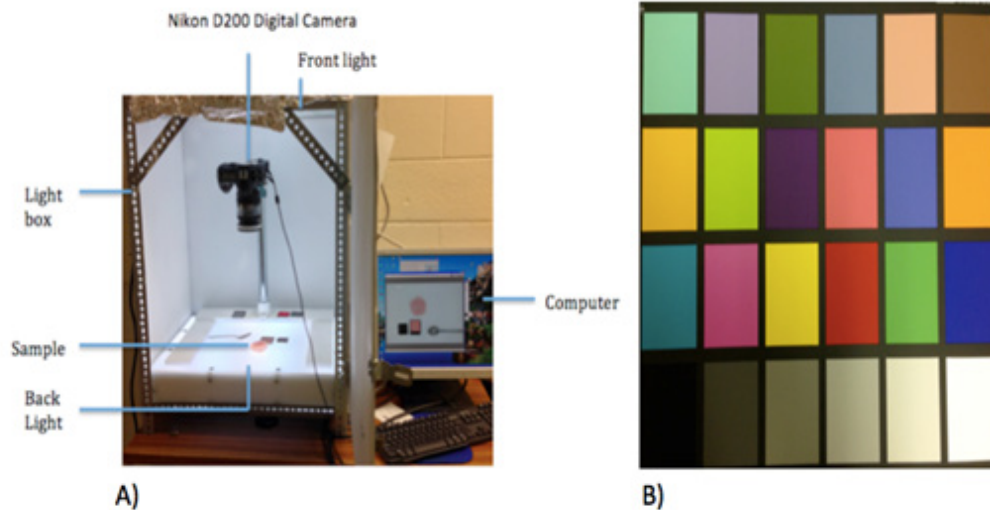 Nikon D200 Digital Camera
Front light
Light
box
Computer
Sample
Back
Light
A)
B)